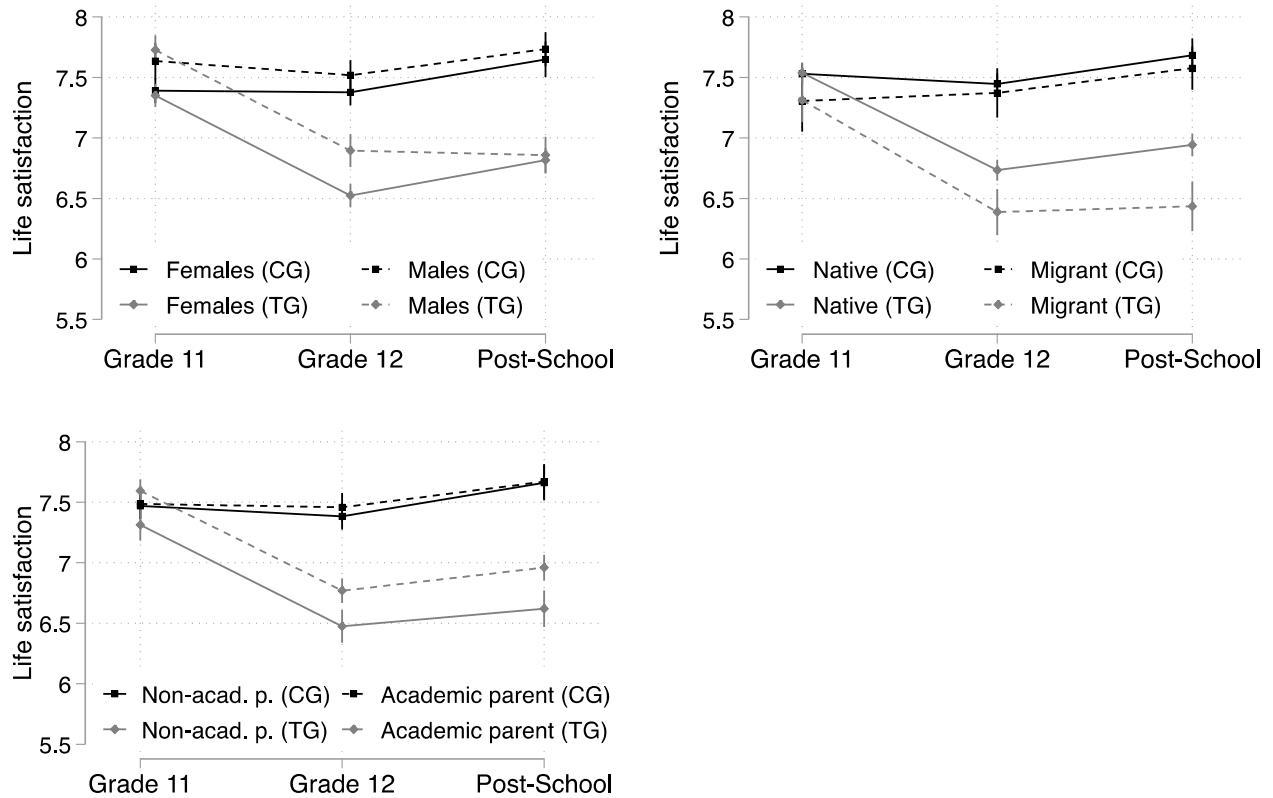 8
7.5
7
6.5
6
5.5
Life satisfaction
Females (CG) Males (CG)
Females (TG) Males (TG)
Grade 11 Grade 12 Post-School
8
7.5
7
6.5
6
5.5
Life satisfaction
Native (CG) Migrant (CG)
Native (TG) Migrant (TG)
Grade 11 Grade 12 Post-School
8
7.5
7
6.5
6
5.5
Life satisfaction
Non-acad. p. (CG) Academic parent (CG)
Non-acad. p. (TG) Academic parent (TG)
Grade 11 Grade 12 Post-School